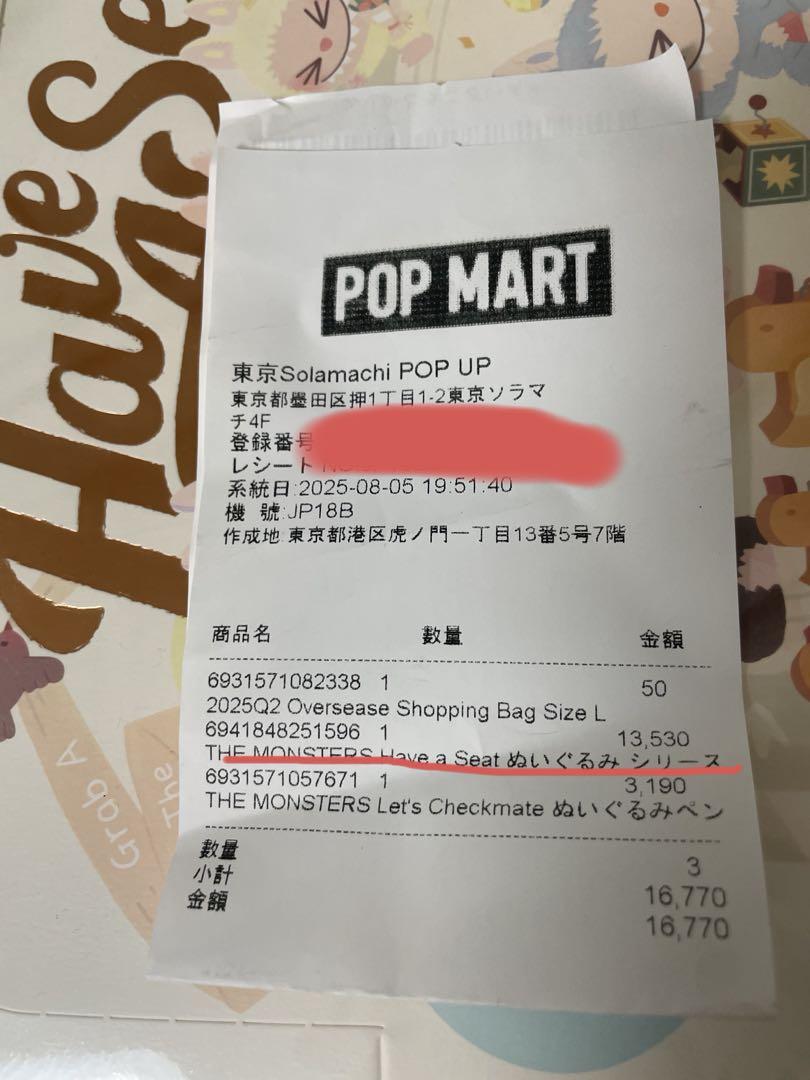 Have a Se
Grab A
The
POP MART
東京Solamachi POP UP
東京都墨田区押1丁目1-2東京ソラマ
チ4F
登録番号
レシート
系統日:2025-08-05 19:51:40
機 號:JP18B
作成地:東京都港区虎ノ門一丁目13番5号7階
商品名 數量 金額
6931571082338 1 50
2025Q2 Oversease Shopping Bag Size L
6941848251596 1 13,530
THE MONSTERS Have a Seat ぬいぐるみ シリース
6931571057671 1 3,190
THE MONSTERS Let's Checkmate ぬいぐるみペン
數量 3
小計 16,770
金額 16,770